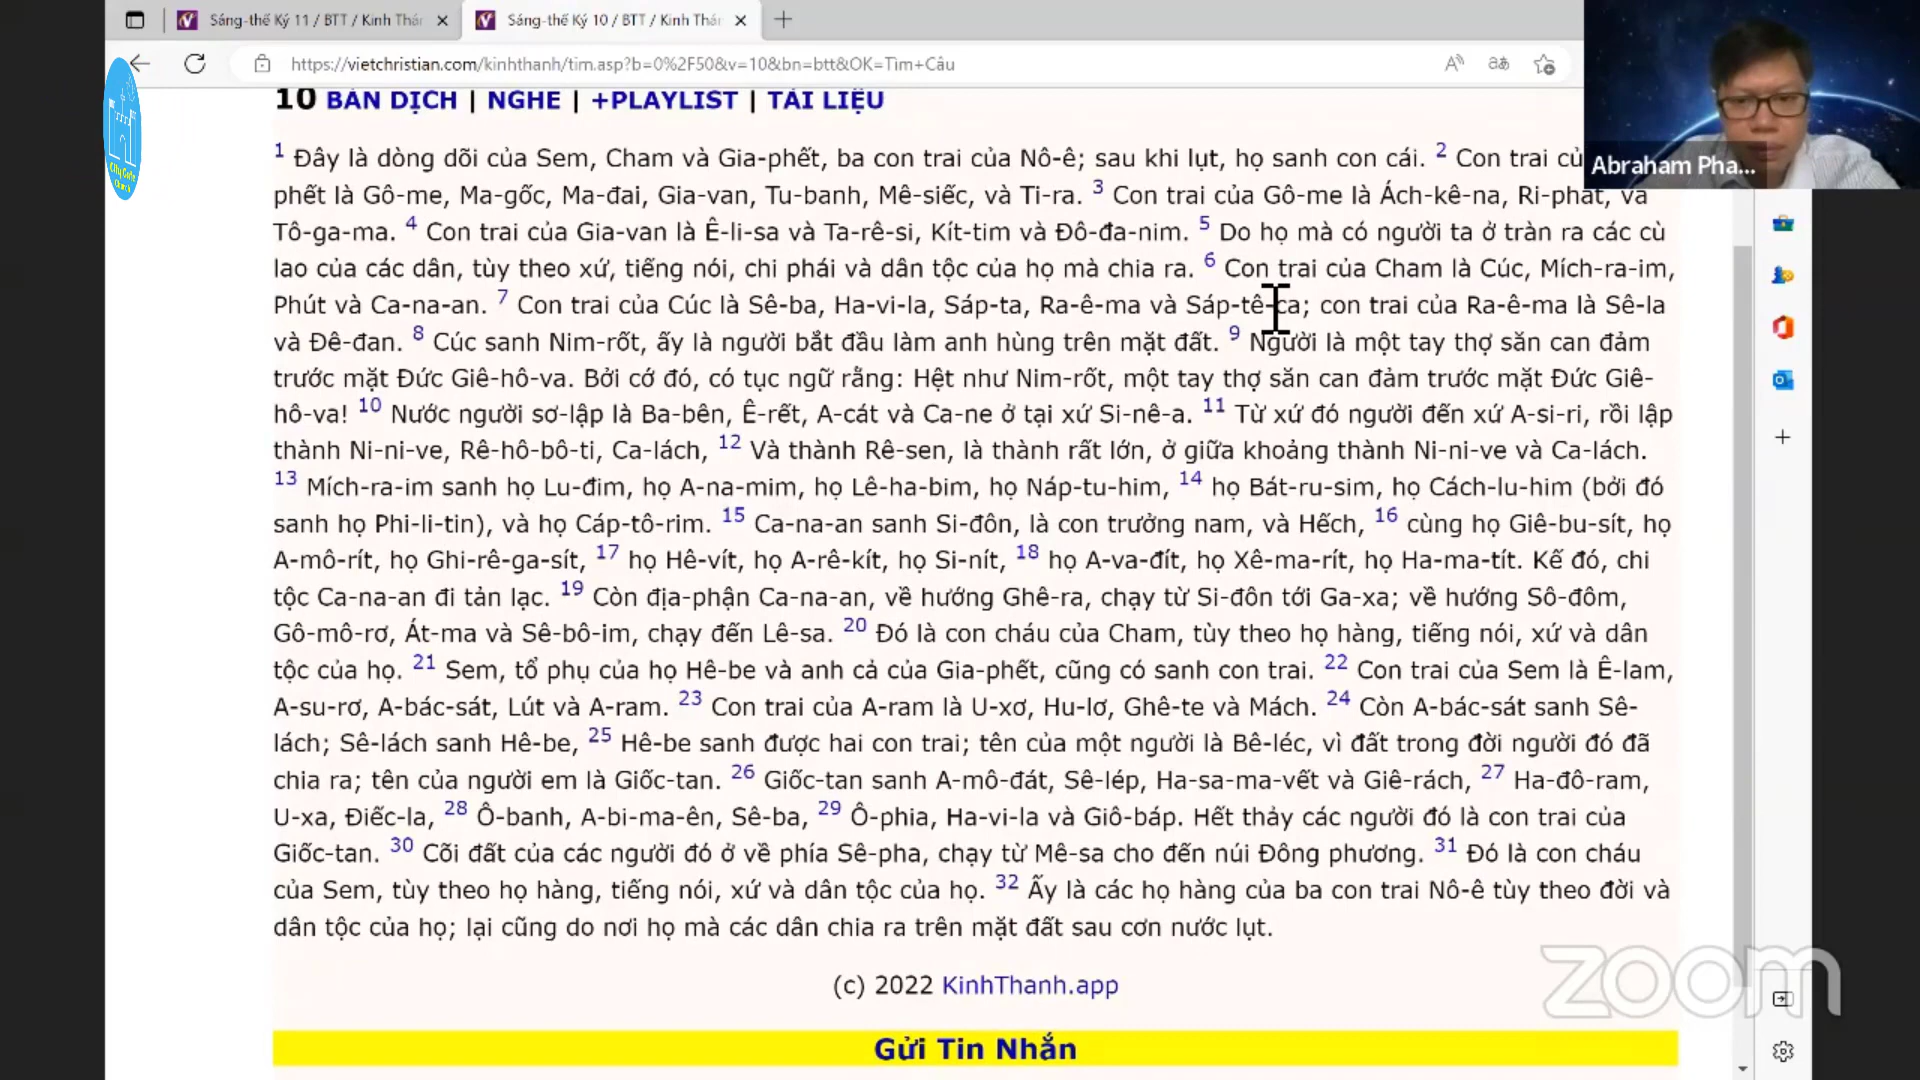 Sáng-thế Ký 11 / BTT / Kinh Thán
Sáng-thế Ký 10 / BTT / Kinh Thán
https://vietchristian.com/kinhthanh/tim.asp?b=0%2F50&v=10&bn=btt&OK=Tìm+Câu
City Gate
Church
Abraham Pha...
10 BẢN DỊCH | NGHE | +PLAYLIST | TÀI LIỆU
1 Đây là dòng dõi của Sem, Cham và Gia-phết, ba con trai của Nô-ê; sau khi lụt, họ sanh con cái. 2 Con trai củ
phết là Gô-me, Ma-gốc, Ma-đai, Gia-van, Tu-banh, Mê-siếc, và Ti-ra. 3 Con trai của Gô-me là Ách-kê-na, Ri-phát, và
Tô-ga-ma. 4 Con trai của Gia-van là Ê-li-sa và Ta-rê-si, Kít-tim và Đô-đa-nim. 5 Do họ mà có người ta ở tràn ra các cù
lao của các dân, tùy theo xứ, tiếng nói, chi phái và dân tộc của họ mà chia ra. 6 Con trai của Cham là Cúc, Mích-ra-im,
Phút và Ca-na-an. 7 Con trai của Cúc là Sê-ba, Ha-vi-la, Sáp-ta, Ra-ê-ma và Sáp-tê-ca; con trai của Ra-ê-ma là Sê-la
và Đê-đan. 8 Cúc sanh Nim-rốt, ấy là người bắt đầu làm anh hùng trên mặt đất. 9 Người là một tay thợ săn can đảm
trước mặt Đức Giê-hô-va. Bởi cớ đó, có tục ngữ rằng: Hệt như Nim-rốt, một tay thợ săn can đảm trước mặt Đức Giê-
hô-va! 10 Nước người sơ-lập là Ba-bên, Ê-rết, A-cát và Ca-ne ở tại xứ Si-nê-a. 11 Từ xứ đó người đến xứ A-si-ri, rồi lập
thành Ni-ni-ve, Rê-hô-bô-ti, Ca-lách, 12 Và thành Rê-sen, là thành rất lớn, ở giữa khoảng thành Ni-ni-ve và Ca-lách.
13 Mích-ra-im sanh họ Lu-đim, họ A-na-mim, họ Lê-ha-bim, họ Náp-tu-him, 14 họ Bát-ru-sim, họ Cách-lu-him (bởi đó
sanh họ Phi-li-tin), và họ Cáp-tô-rim. 15 Ca-na-an sanh Si-đôn, là con trưởng nam, và Hếch, 16 cùng họ Giê-bu-sít, họ
A-mô-rít, họ Ghi-rê-ga-sít, 17 họ Hê-vít, họ A-rê-kít, họ Si-nít, 18 họ A-va-đít, họ Xê-ma-rít, họ Ha-ma-tít. Kế đó, chi
tộc Ca-na-an đi tản lạc. 19 Còn địa-phận Ca-na-an, về hướng Ghê-ra, chạy từ Si-đôn tới Ga-xa; về hướng Sô-đôm,
Gô-mô-rơ, Át-ma và Sê-bô-im, chạy đến Lê-sa. 20 Đó là con cháu của Cham, tùy theo họ hàng, tiếng nói, xứ và dân
tộc của họ. 21 Sem, tổ phụ của họ Hê-be và anh cả của Gia-phết, cũng có sanh con trai. 22 Con trai của Sem là Ê-lam,
A-su-rơ, A-bác-sát, Lút và A-ram. 23 Con trai của A-ram là U-xơ, Hu-lơ, Ghê-te và Mách. 24 Còn A-bác-sát sanh Sê-
lách; Sê-lách sanh Hê-be, 25 Hê-be sanh được hai con trai; tên của một người là Bê-léc, vì đất trong đời người đó đã
chia ra; tên của người em là Giốc-tan. 26 Giốc-tan sanh A-mô-đát, Sê-lép, Ha-sa-ma-vết và Giê-rách, 27 Ha-đô-ram,
U-xa, Điếc-la, 28 Ô-banh, A-bi-ma-ên, Sê-ba, 29 Ô-phia, Ha-vi-la và Giô-báp. Hết thảy các người đó là con trai của
Giốc-tan. 30 Cõi đất của các người đó ở về phía Sê-pha, chạy từ Mê-sa cho đến núi Đông phương. 31 Đó là con cháu
của Sem, tùy theo họ hàng, tiếng nói, xứ và dân tộc của họ. 32 Ấy là các họ hàng của ba con trai Nô-ê tùy theo đời và
dân tộc của họ; lại cũng do nơi họ mà các dân chia ra trên mặt đất sau cơn nước lụt.
(c) 2022 KinhThanh.app
zoom
Gửi Tin Nhắn